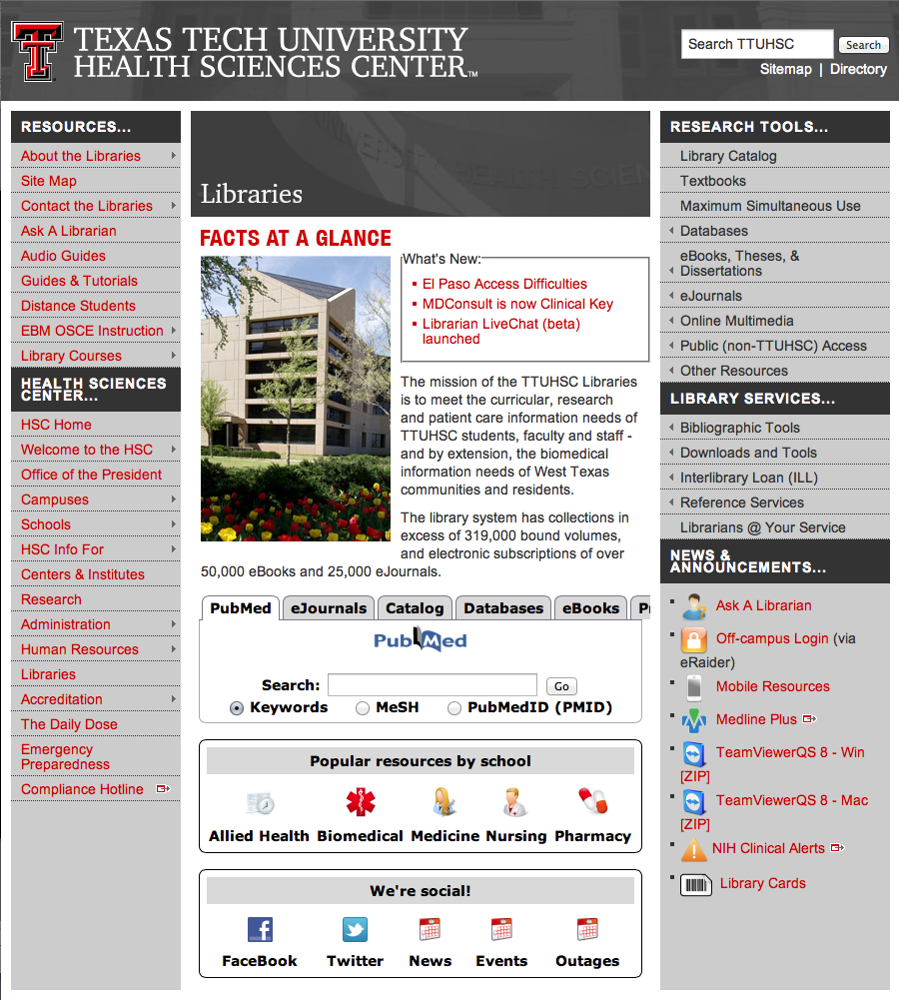 TEXAS TECH UNIVERSITY
HEALTH SCIENCES CENTER™
Search TTUHSC
Search
Sitemap | Directory
RESOURCES...
About the Libraries
Site Map
Contact the Libraries
Ask A Librarian
Audio Guides
Guides & Tutorials
Distance Students
EBM OSCE Instruction
Library Courses
HEALTH SCIENCES
CENTER...
HSC Home
Welcome to the HSC
Office of the President
Campuses
Schools
HSC Info For
Centers & Institutes
Research
Administration
Human Resources
Libraries
Accreditation
The Daily Dose
Emergency
Preparedness
Compliance Hotline
Libraries
FACTS AT A GLANCE
What's New:
El Paso Access Difficulties
MDConsult is now Clinical Key
Librarian LiveChat (beta)
launched
The mission of the TTUHSC Libraries
is to meet the curricular, research
and patient care information needs of
TTUHSC students, faculty and staff -
and by extension, the biomedical
information needs of West Texas
communities and residents.
The library system has collections in
excess of 319,000 bound volumes,
and electronic subscriptions of over
50,000 eBooks and 25,000 eJournals.
PubMed eJournals Catalog Databases eBooks
PubMed
Search: Go
Keywords MeSH PubMedID (PMID)
Popular resources by school
Allied Health Biomedical Medicine Nursing Pharmacy
We're social!
FaceBook Twitter News Events Outages
RESEARCH TOOLS...
Library Catalog
Textbooks
Maximum Simultaneous Use
Databases
eBooks, Theses, &
Dissertations
eJournals
Online Multimedia
Public (non-TTUHSC) Access
Other Resources
LIBRARY SERVICES...
Bibliographic Tools
Downloads and Tools
Interlibrary Loan (ILL)
Reference Services
Librarians @ Your Service
NEWS &
ANNOUNCEMENTS...
Ask A Librarian
Off-campus Login (via
eRaider)
Mobile Resources
Medline Plus
TeamViewerQS 8 - Win
[ZIP]
TeamViewerQS 8 - Mac
[ZIP]
NIH Clinical Alerts
Library Cards